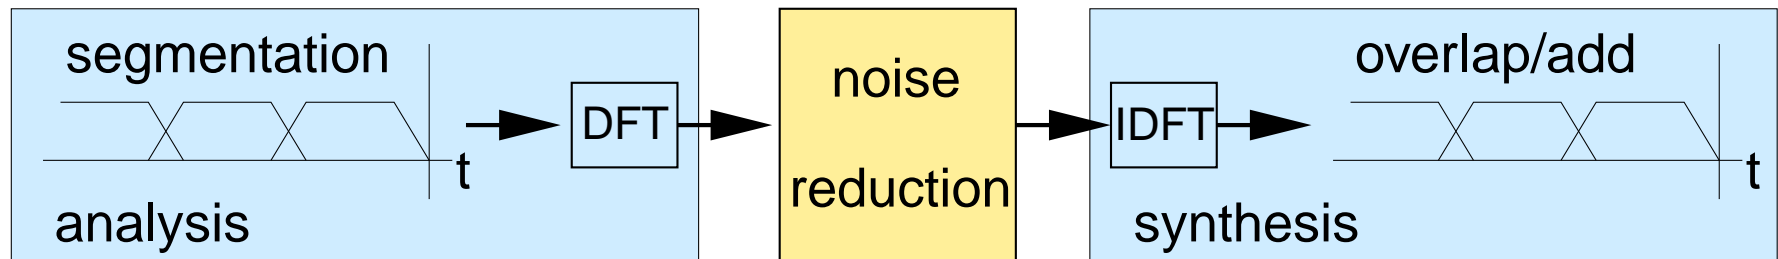 segmentation
DFT
t
analysis
noise
reduction
IDFT
overlap/add
t
synthesis